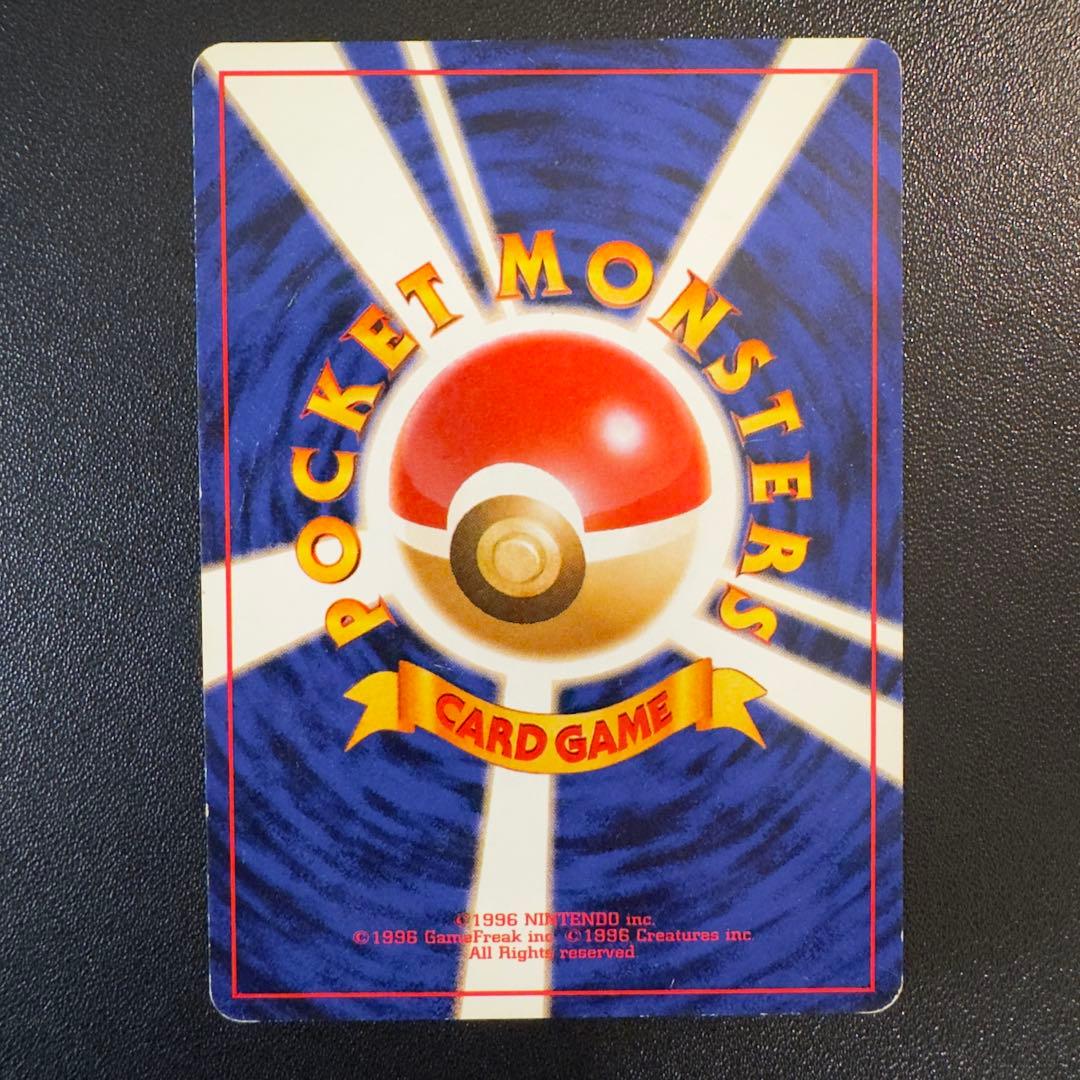 POCKET MONSTERS
CARD GAME
©1996 NINTENDO inc.
©1996 GameFreak inc. ©1996 Creatures inc.
All Rights reserved